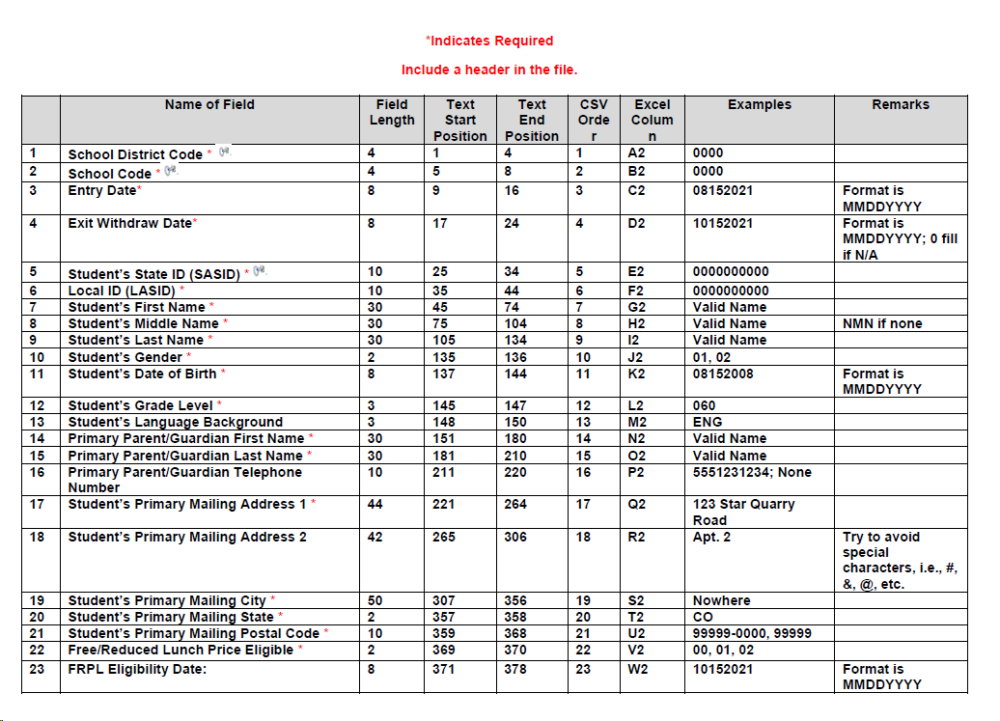 *Indicates Required
Include a header in the file.
Name of Field Field Length Text Start Position Text End Position CSV Orde r Excel Colum n Examples Remarks
1 School District Code * 4 1 4 1 A2 0000
2 School Code * 4 5 8 2 B2 0000
3 Entry Date* 8 9 16 3 C2 08152021 Format is MMDDYYYY
4 Exit Withdraw Date* 8 17 24 4 D2 10152021 Format is MMDDYYYY; 0 fill if N/A
5 Student's State ID (SASID) * 10 25 34 5 E2 0000000000
6 Local ID (LASID) * 10 35 44 6 F2 0000000000
7 Student's First Name * 30 45 74 7 G2 Valid Name
8 Student's Middle Name * 30 75 104 8 H2 Valid Name NMN if none
9 Student's Last Name * 30 105 134 9 I2 Valid Name
10 Student's Gender * 2 135 136 10 J2 01, 02
11 Student's Date of Birth * 8 137 144 11 K2 08152008 Format is MMDDYYYY
12 Student's Grade Level * 3 145 147 12 L2 060
13 Student's Language Background 3 148 150 13 M2 ENG
14 Primary Parent/Guardian First Name * 30 151 180 14 N2 Valid Name
15 Primary Parent/Guardian Last Name * 30 181 210 15 O2 Valid Name
16 Primary Parent/Guardian Telephone Number 10 211 220 16 P2 5551231234; None
17 Student's Primary Mailing Address 1 * 44 221 264 17 Q2 123 Star Quarry Road
18 Student's Primary Mailing Address 2 42 265 306 18 R2 Apt. 2 Try to avoid special characters, i.e., #, &, @, etc.
19 Student's Primary Mailing City * 50 307 356 19 S2 Nowhere
20 Student's Primary Mailing State * 2 357 358 20 T2 CO
21 Student's Primary Mailing Postal Code * 10 359 368 21 U2 99999-0000, 99999
22 Free/Reduced Lunch Price Eligible * 2 369 370 22 V2 00, 01, 02
23 FRPL Eligibility Date: 8 371 378 23 W2 10152021 Format is MMDDYYYY